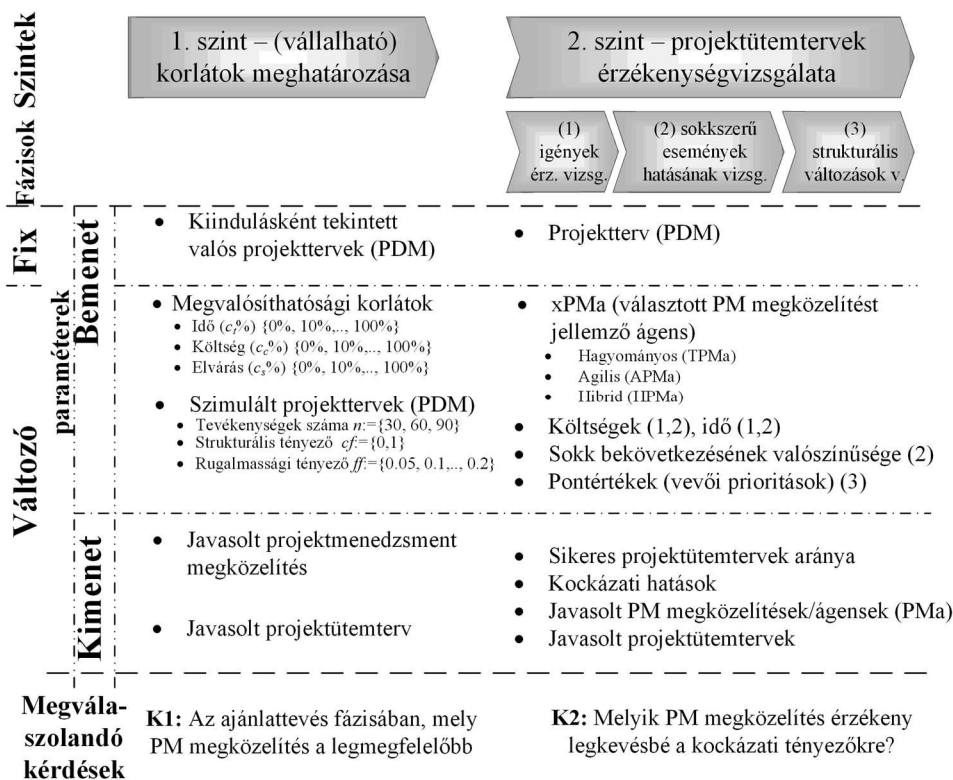 Szintek
1. szint – (vállalható)
korlátok meghatározása
2. szint – projektütemtervek
érzékenységvizsgálata
Fázisok
(1)
igények
érz. vizsg.
(2) sokkszerű
események
hatásának vizsg.
(3)
strukturális
változások v.
Fix
Bemenet
• Kiindulásként tekintett
valós projekttervek (PDM)
• Projektterv (PDM)
Változó
paraméterek
• Megvalósíthatósági korlátok
• Idő (ct%) {0%, 10%,.., 100%}
• Költség (cc%) {0%, 10%,.., 100%}
• Elvárás (cs%) {0%, 10%,.., 100%}
• Szimulált projekttervek (PDM)
• Tevékenységek száma n:={30, 60, 90}
• Strukturális tényező cf:={0,1}
• Rugalmassági tényező ff:={0.05, 0.1,.., 0.2}
• xPMa (választott PM megközelítést
jellemző ágens)
• Hagyományos (TPMa)
• Agilis (APMa)
• Hibrid (HPMa)
• Költségek (1,2), idő (1,2)
• Sokk bekövetkezésének valószínűsége (2)
• Pontértékek (vevői prioritások) (3)
Kimenet
• Javasolt projektmenedzsment
megközelítés
• Javasolt projektütemterv
• Sikeres projektütemtervek aránya
• Kockázati hatások
• Javasolt PM megközelítések/ágensek (PMa)
• Javasolt projektütemtervek
Megvála-
szolandó
kérdések
K1: Az ajánlattevés fázisában, mely
PM megközelítés a legmegfelelőbb
K2: Melyik PM megközelítés érzékeny
legkevésbé a kockázati tényezőkre?